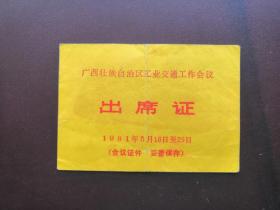 广西壮族自治区工业交通工作会议
出席证
1981年5月18日至29日
(会议证件 妥善保存)